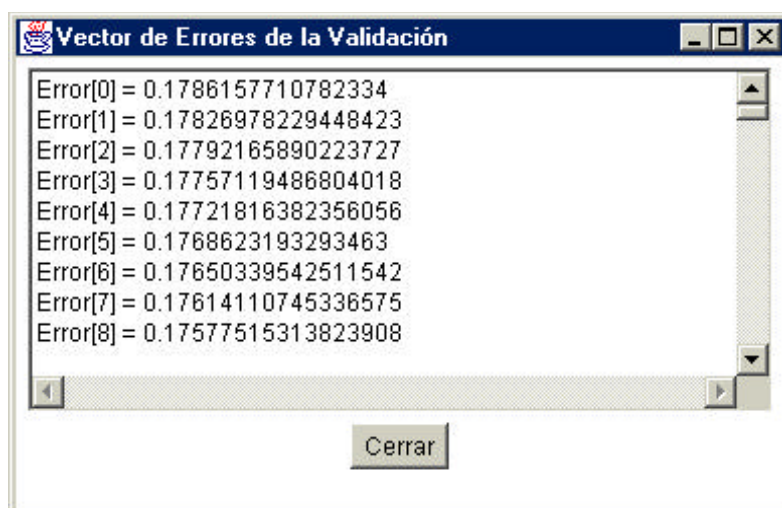 Vector de Errores de la Validación
Error[0] = 0.1786157710782334
Error[1] = 0.17826978229448423
Error[2] = 0.17792165890223727
Error[3] = 0.17757119486804018
Error[4] = 0.17721816382356056
Error[5] = 0.17686232193293463
Error[6] = 0.17650339542511542
Error[7] = 0.17614110745336575
Error[8] = 0.17577515313823908
Cerrar